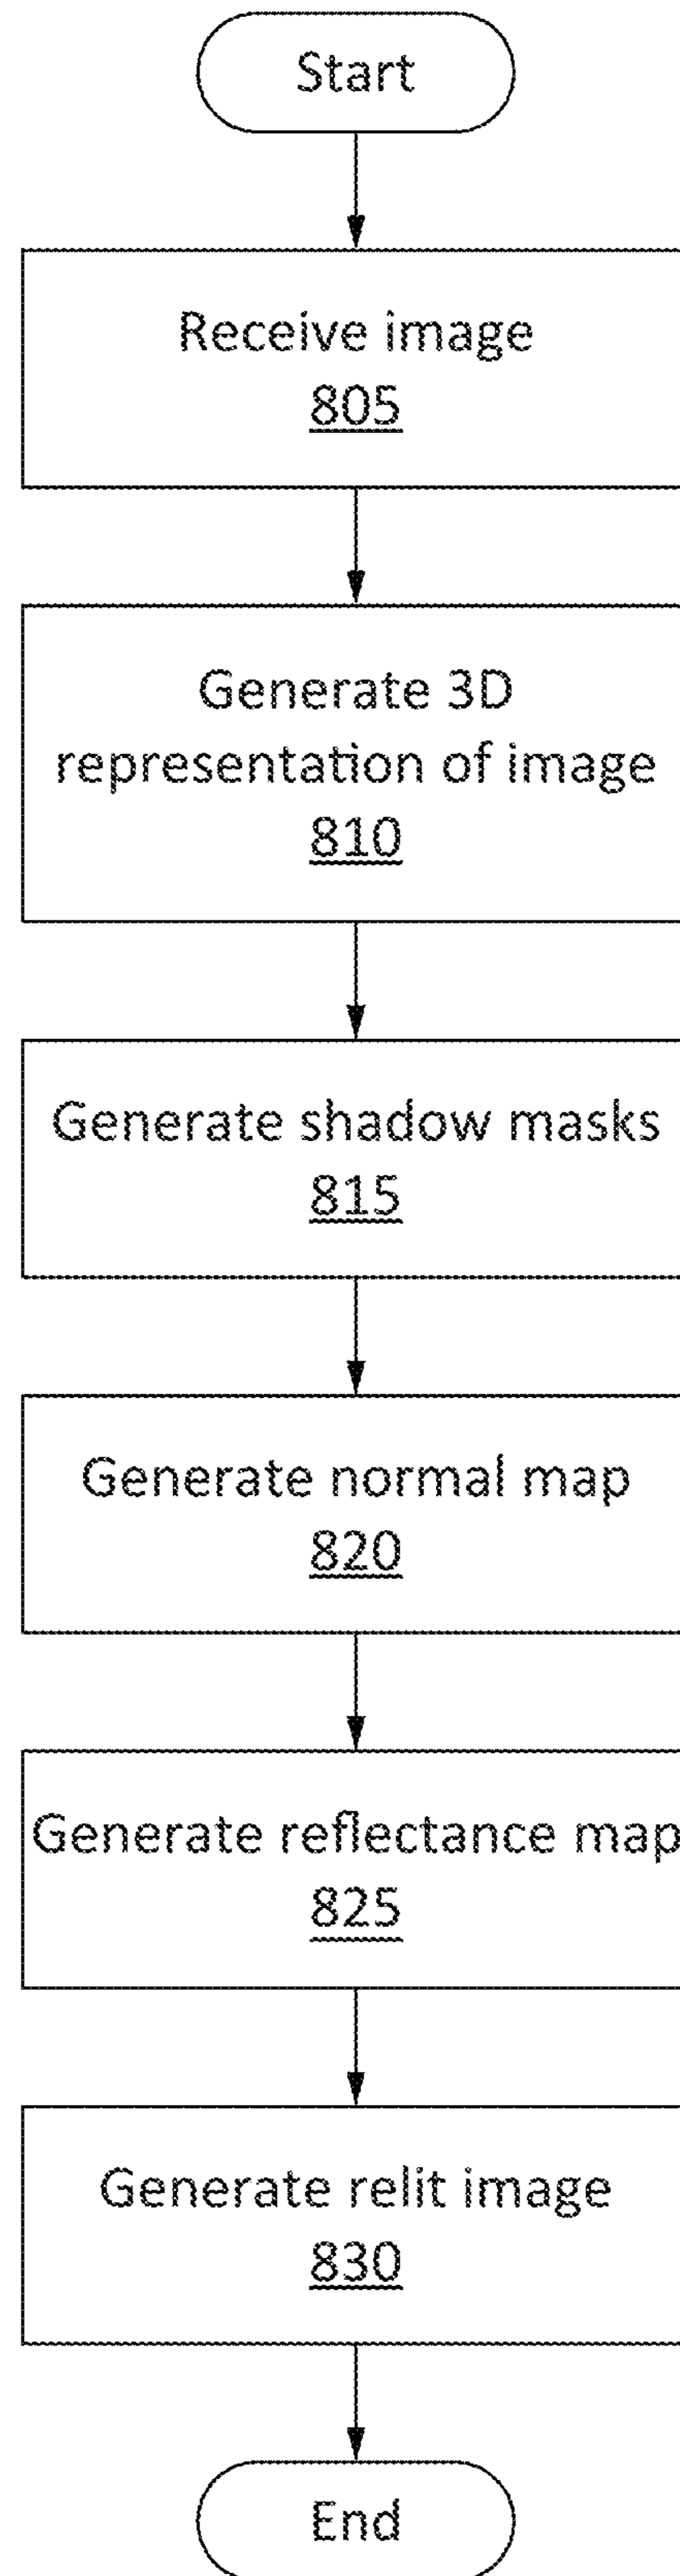 Start
Receive image
805
Generate 3D
representation of image
810
Generate shadow masks
815
Generate normal map
820
Generate reflectance map
825
Generate relit image
830
End